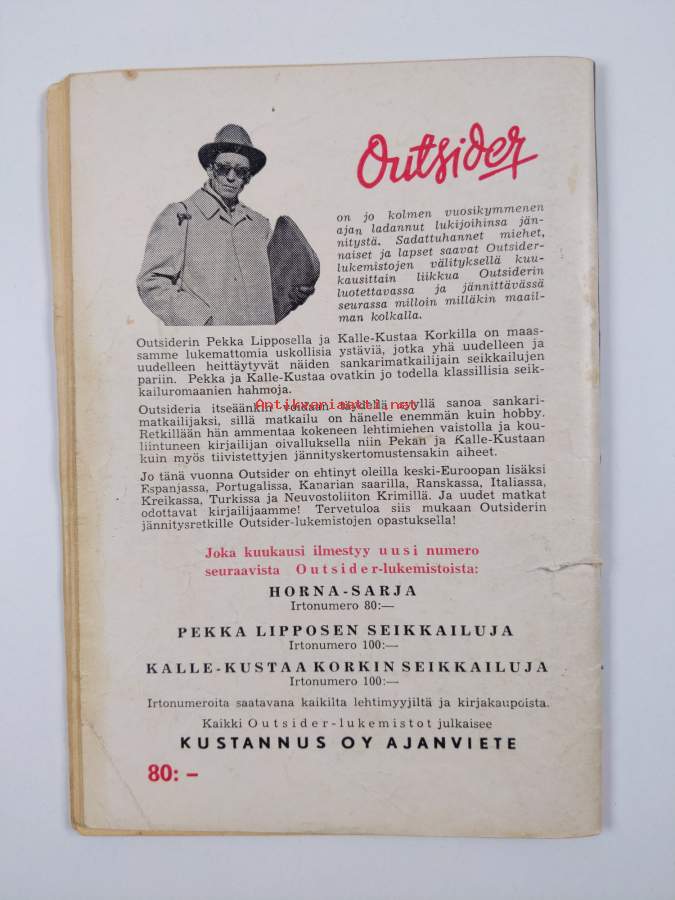 Outsider
on jo kolmen vuosikymmenen
ajan ladannut lukijoihinsa jän-
nitystä. Sadattuhannet miehet,
naiset ja lapset saavat Outsider-
lukemistojen välityksellä kuu-
kausittain liikkua Outsiderin
luotettavassa ja jännittävässä
seurassa milloin milläkin maail-
man kolkalla.
Outsiderin Pekka Lipposella ja Kalle-Kustaa Korkilla on maas-
samme lukemattomia uskollisia ystäviä, jotka yhä uudelleen ja
uudelleen heittäytyvät näiden sankarimatkailijain seikkailujen
pariin. Pekka ja Kalle-Kustaa ovatkin jo todella klassillisia seik-
kailuromaanien hahmoja.
Outsideria itseäänkin voidaan täydellä syyllä sanoa sankari-
matkailijaksi, sillä matkailu on hänelle enemmän kuin hobby.
Retkillään hän ammentaa kokeneen lehtimiehen vaistolla ja kou-
liintuneen kirjailijan oivalluksella niin Pekan ja Kalle-Kustaan
kuin myös tiivistettyjen jännityskertomustensakin aiheet.
Jo tänä vuonna Outsider on ehtinyt oleilla keski-Euroopan lisäksi
Espanjassa, Portugalissa, Kanarian saarilla, Ranskassa, Italiassa,
Kreikassa, Turkissa ja Neuvostoliiton Krimillä. Ja uudet matkat
odottavat kirjailijaamme! Tervetuloa siis mukaan Outsiderin
jännitysretkille Outsider-lukemistojen opastuksella!
Joka kuukausi ilmestyy uusi numero
seuraavista Outsider-lukemistoista:
HORNA-SARJA
Irtonumero 80:—
PEKKA LIPPOSEN SEIKKAILUJA
Irtonumero 100:—
KALLE-KUSTAA KORKIN SEIKKAILUJA
Irtonumero 100:—
Irtonumeroita saatavana kaikilta lehtimyyjiltä ja kirjakaupoista.
Kaikki Outsider-lukemistot julkaisee
KUSTANNUS OY AJANVIETE
80: –